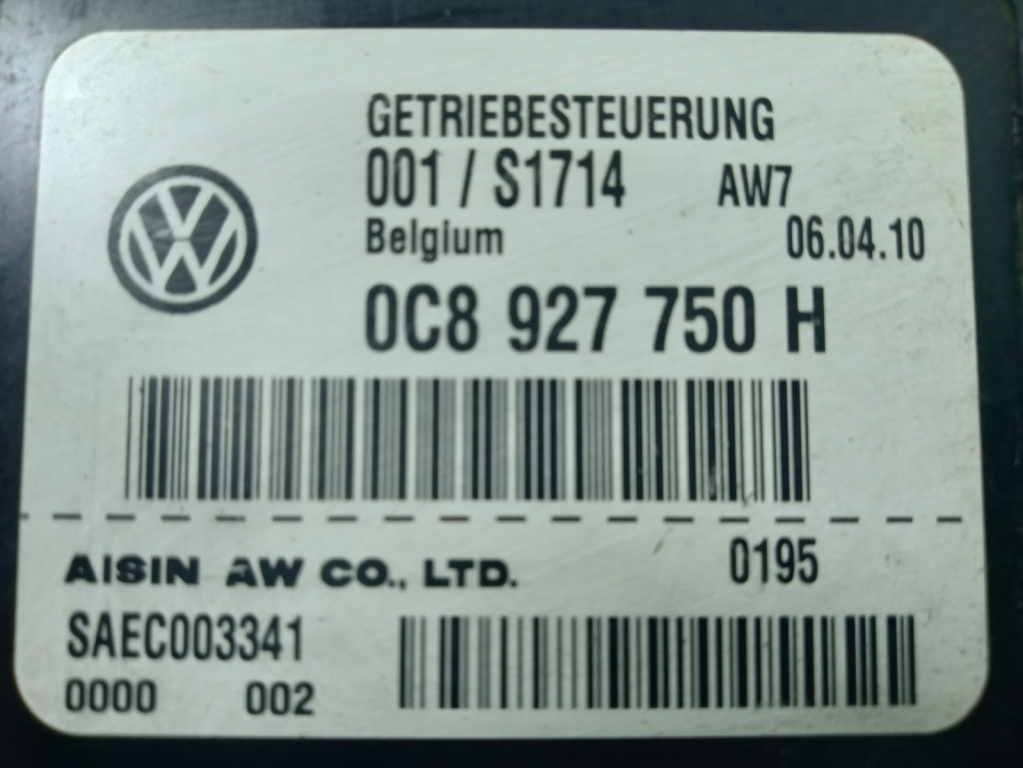 GETRIEBESTEUERUNG
001 / S1714 AW7
Belgium 06.04.10
0C8 927 750 H
AISIN AW CO., LTD. 0195
SAEC003341
0000 002